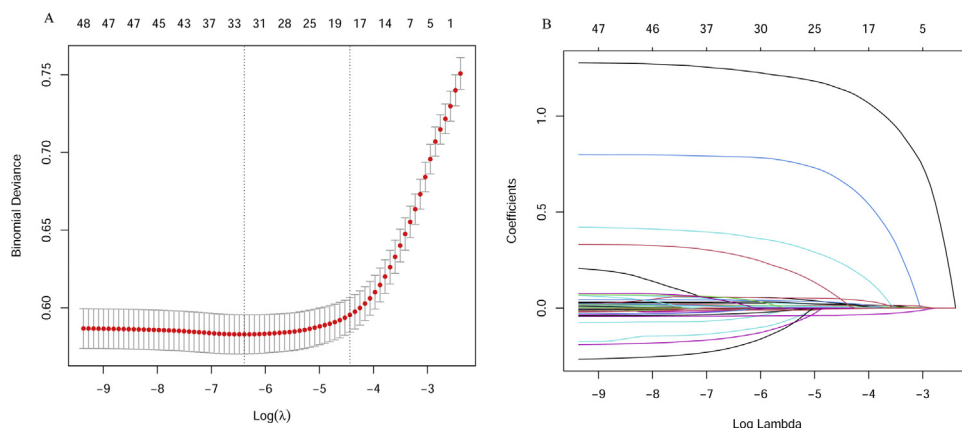 A
48 47 47 45 43 37 33 31 28 25 19 17 14 7 5 1
Binomial Deviance
0.75
0.70
0.65
0.60
−9 −8 −7 −6 −5 −4 −3
Log(λ)
B
47 46 37 30 25 17 5
Coefficients
1.0
0.5
0.0
−9 −8 −7 −6 −5 −4 −3
Log Lambda